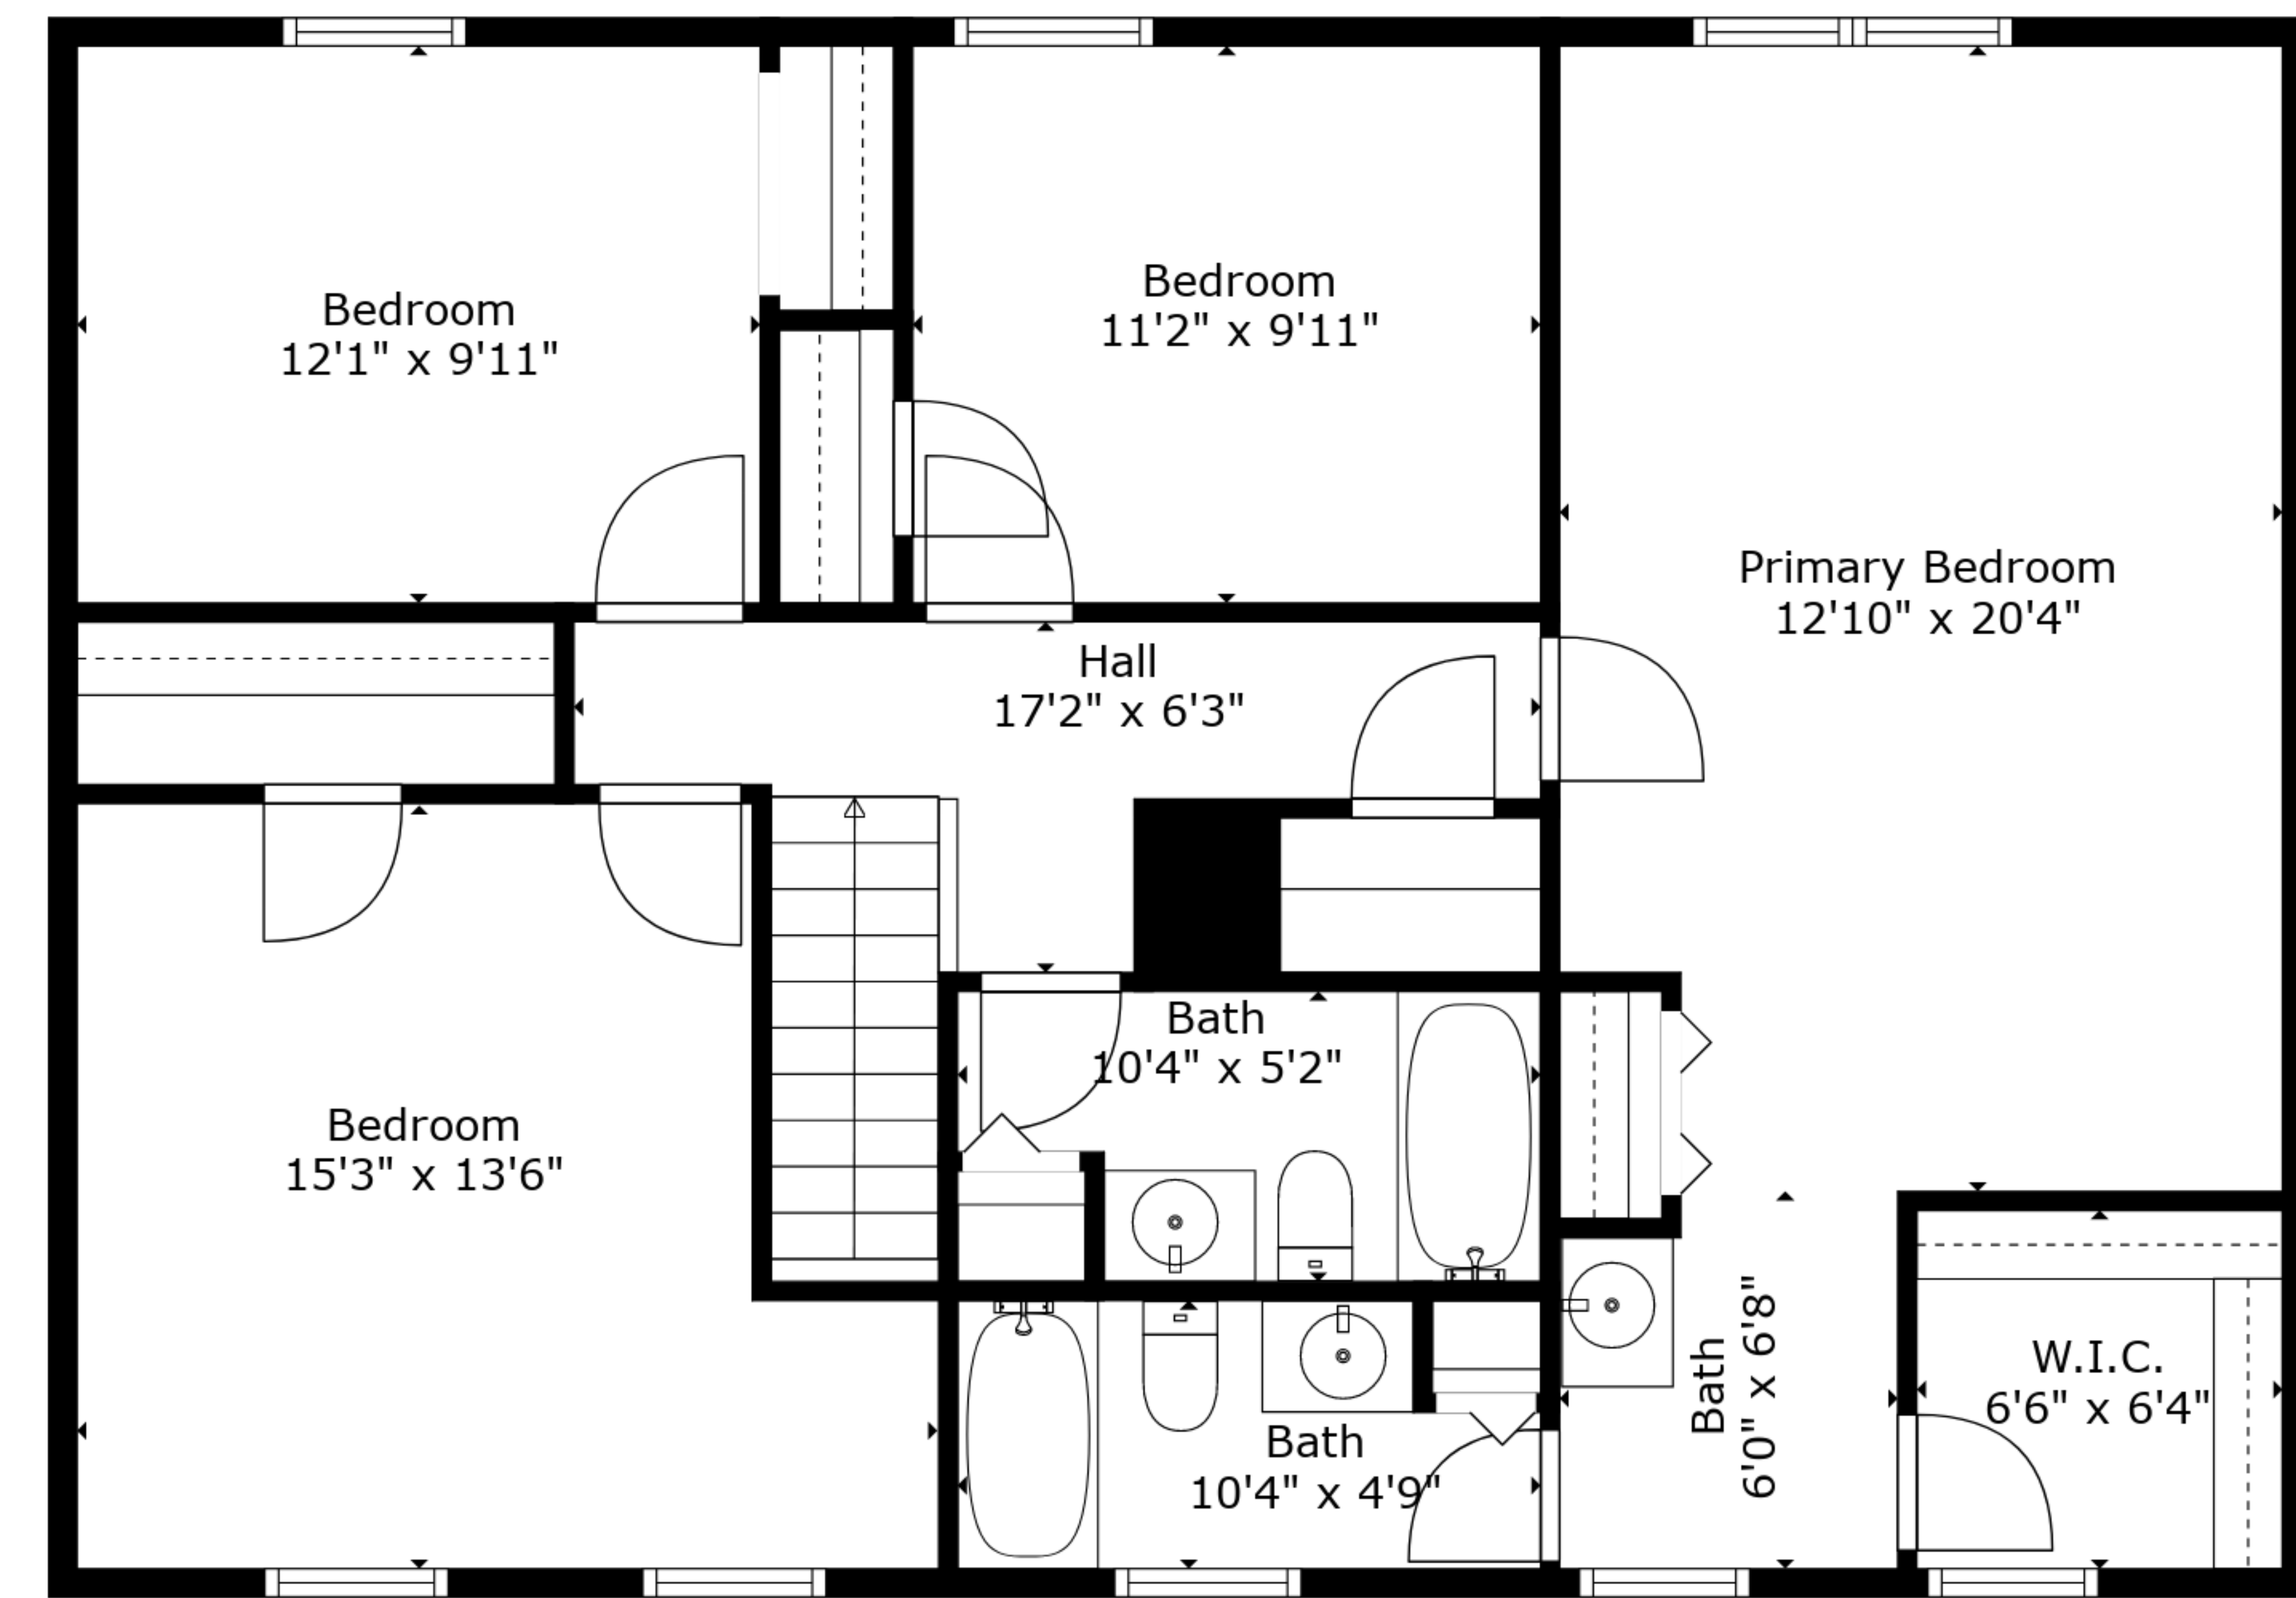 Bedroom
12'1" x 9'11"
Bedroom
11'2" x 9'11"
Primary Bedroom
12'10" x 20'4"
Hall
17'2" x 6'3"
Bath
10'4" x 5'2"
Bedroom
15'3" x 13'6"
Bath
6'0" x 6'8"
W.I.C.
6'6" x 6'4"
Bath
10'4" x 4'9"